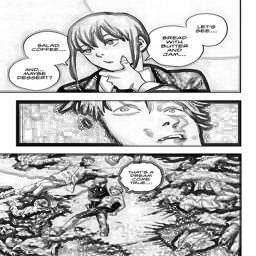 LET'S
SEE...
BREAD
WITH
BUTTER
AND
JAM...
SALAD,
COFFEE...
AND...
MAYBE
DESSERT?
THAT'S A
DREAM
COME
TRUE...